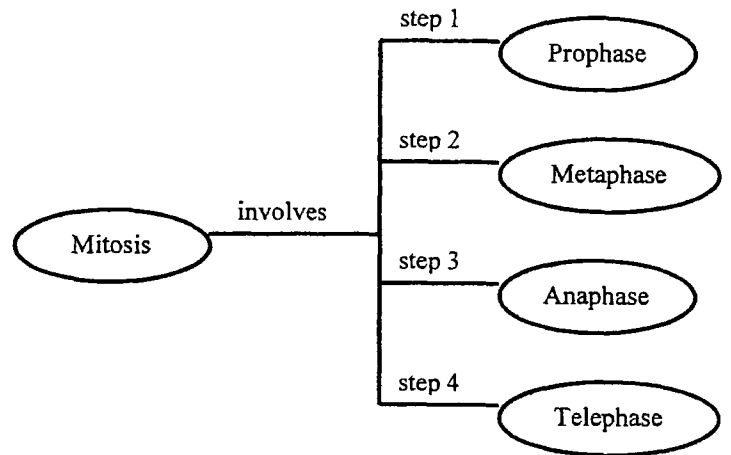 step 1
Prophase
step 2
Metaphase
involves
Mitosis
step 3
Anaphase
step 4
Telephase